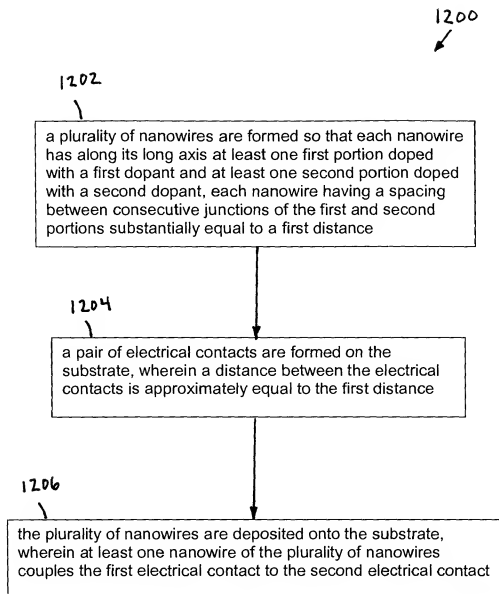 1200
1202
a plurality of nanowires are formed so that each nanowire
has along its long axis at least one first portion doped
with a first dopant and at least one second portion doped
with a second dopant, each nanowire having a spacing
between consecutive junctions of the first and second
portions substantially equal to a first distance
1204
a pair of electrical contacts are formed on the
substrate, wherein a distance between the electrical
contacts is approximately equal to the first distance
1206
the plurality of nanowires are deposited onto the substrate,
wherein at least one nanowire of the plurality of nanowires
couples the first electrical contact to the second electrical contact